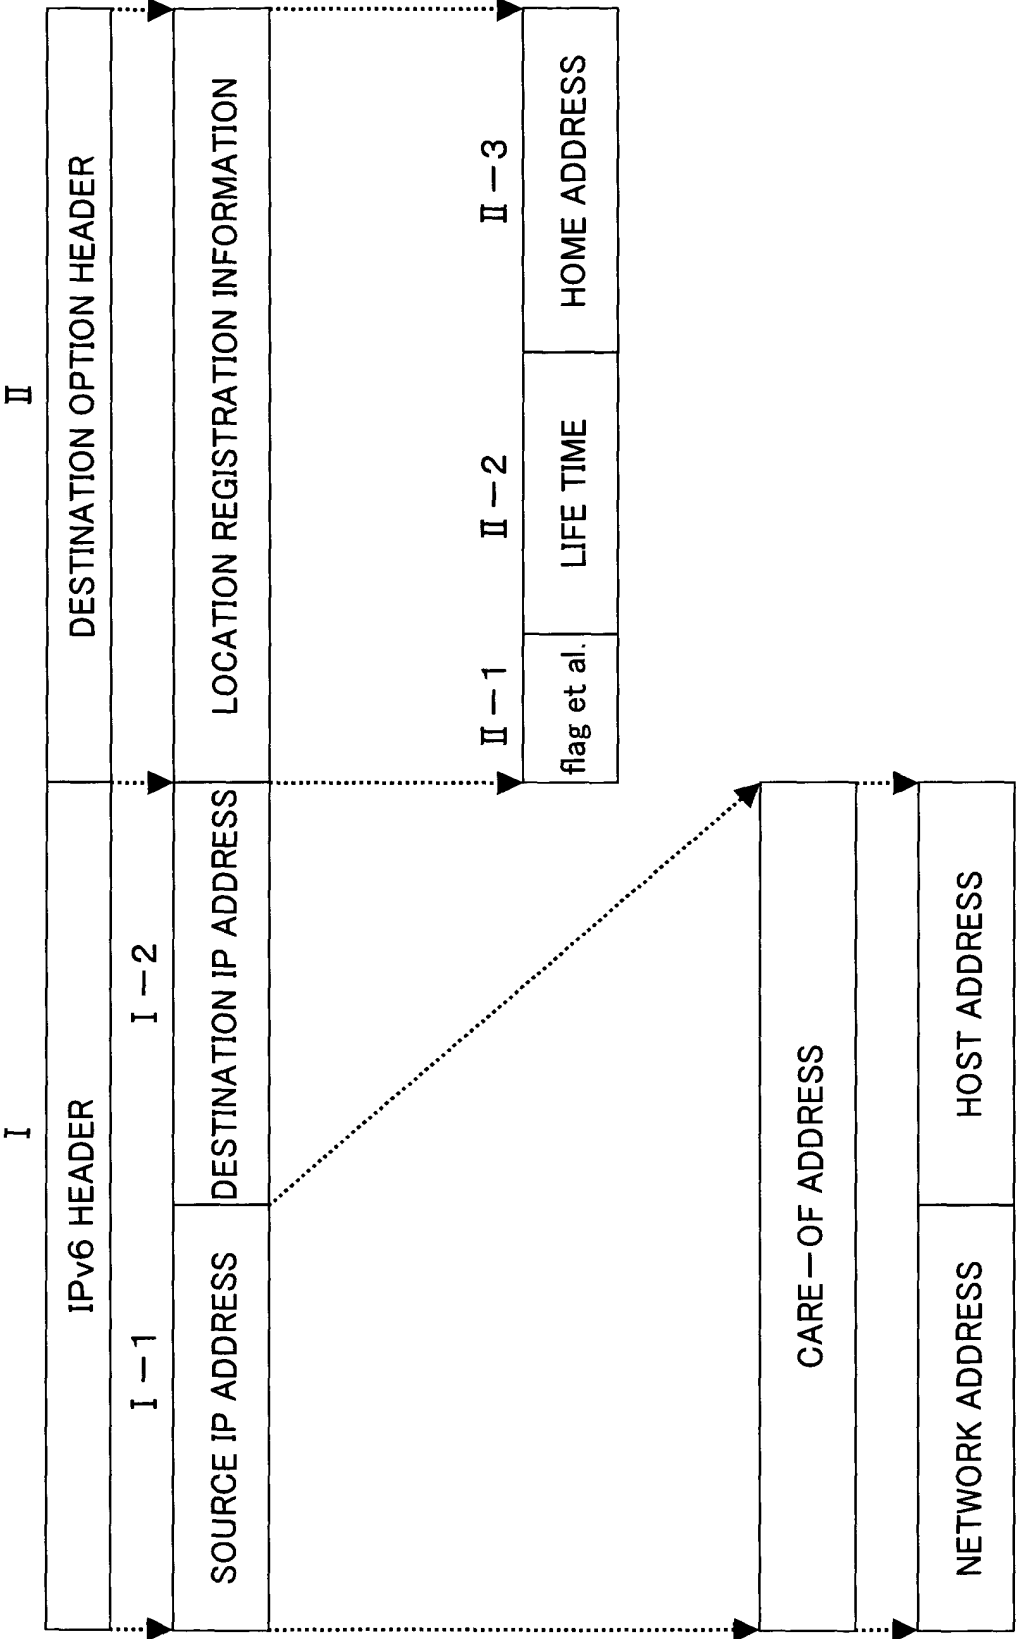 I
II
IPv6 HEADER
DESTINATION OPTION HEADER
I-1
I-2
SOURCE IP ADDRESS
DESTINATION IP ADDRESS
LOCATION REGISTRATION INFORMATION
II-1
II-2
II-3
flag et al.
LIFE TIME
HOME ADDRESS
CARE-OF ADDRESS
NETWORK ADDRESS
HOST ADDRESS